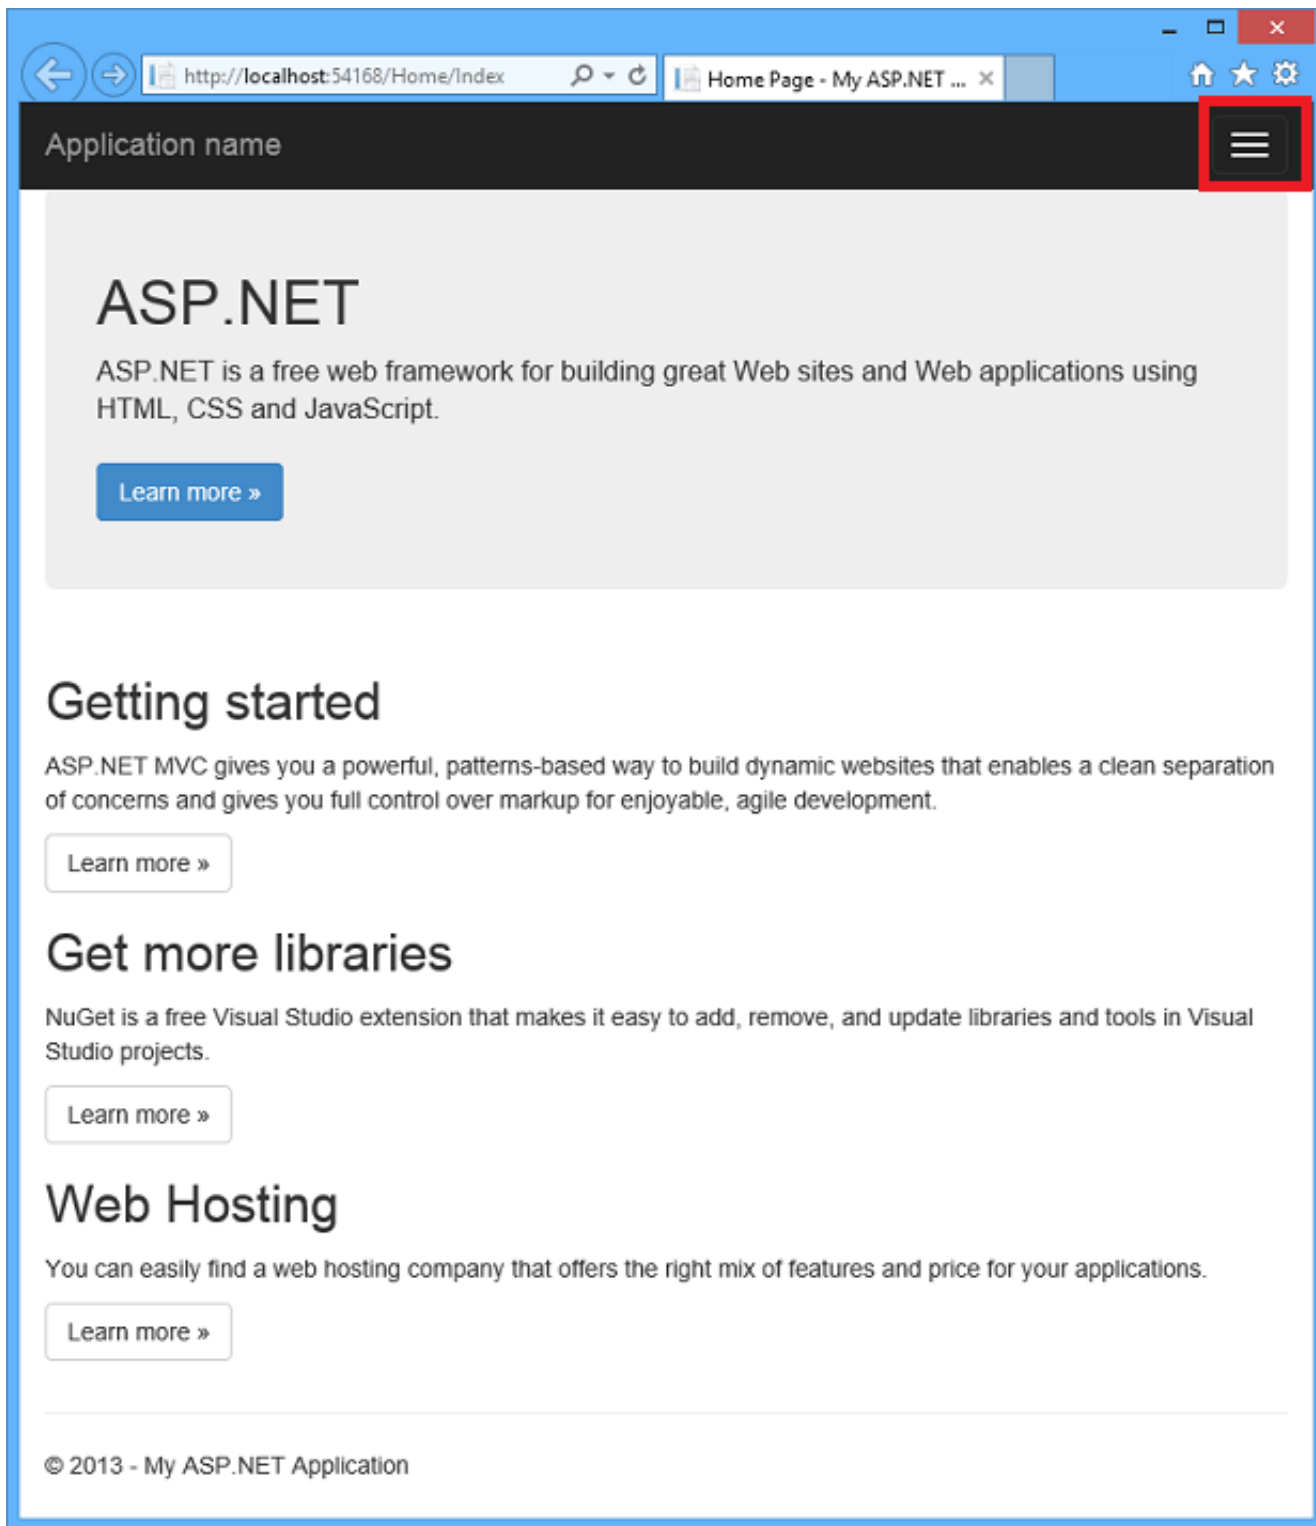 http://localhost:54168/Home/Index
Home Page - My ASP.NET ...
Application name
ASP.NET
ASP.NET is a free web framework for building great Web sites and Web applications using
HTML, CSS and JavaScript.
Learn more »
Getting started
ASP.NET MVC gives you a powerful, patterns-based way to build dynamic websites that enables a clean separation
of concerns and gives you full control over markup for enjoyable, agile development.
Learn more »
Get more libraries
NuGet is a free Visual Studio extension that makes it easy to add, remove, and update libraries and tools in Visual
Studio projects.
Learn more »
Web Hosting
You can easily find a web hosting company that offers the right mix of features and price for your applications.
Learn more »
© 2013 - My ASP.NET Application